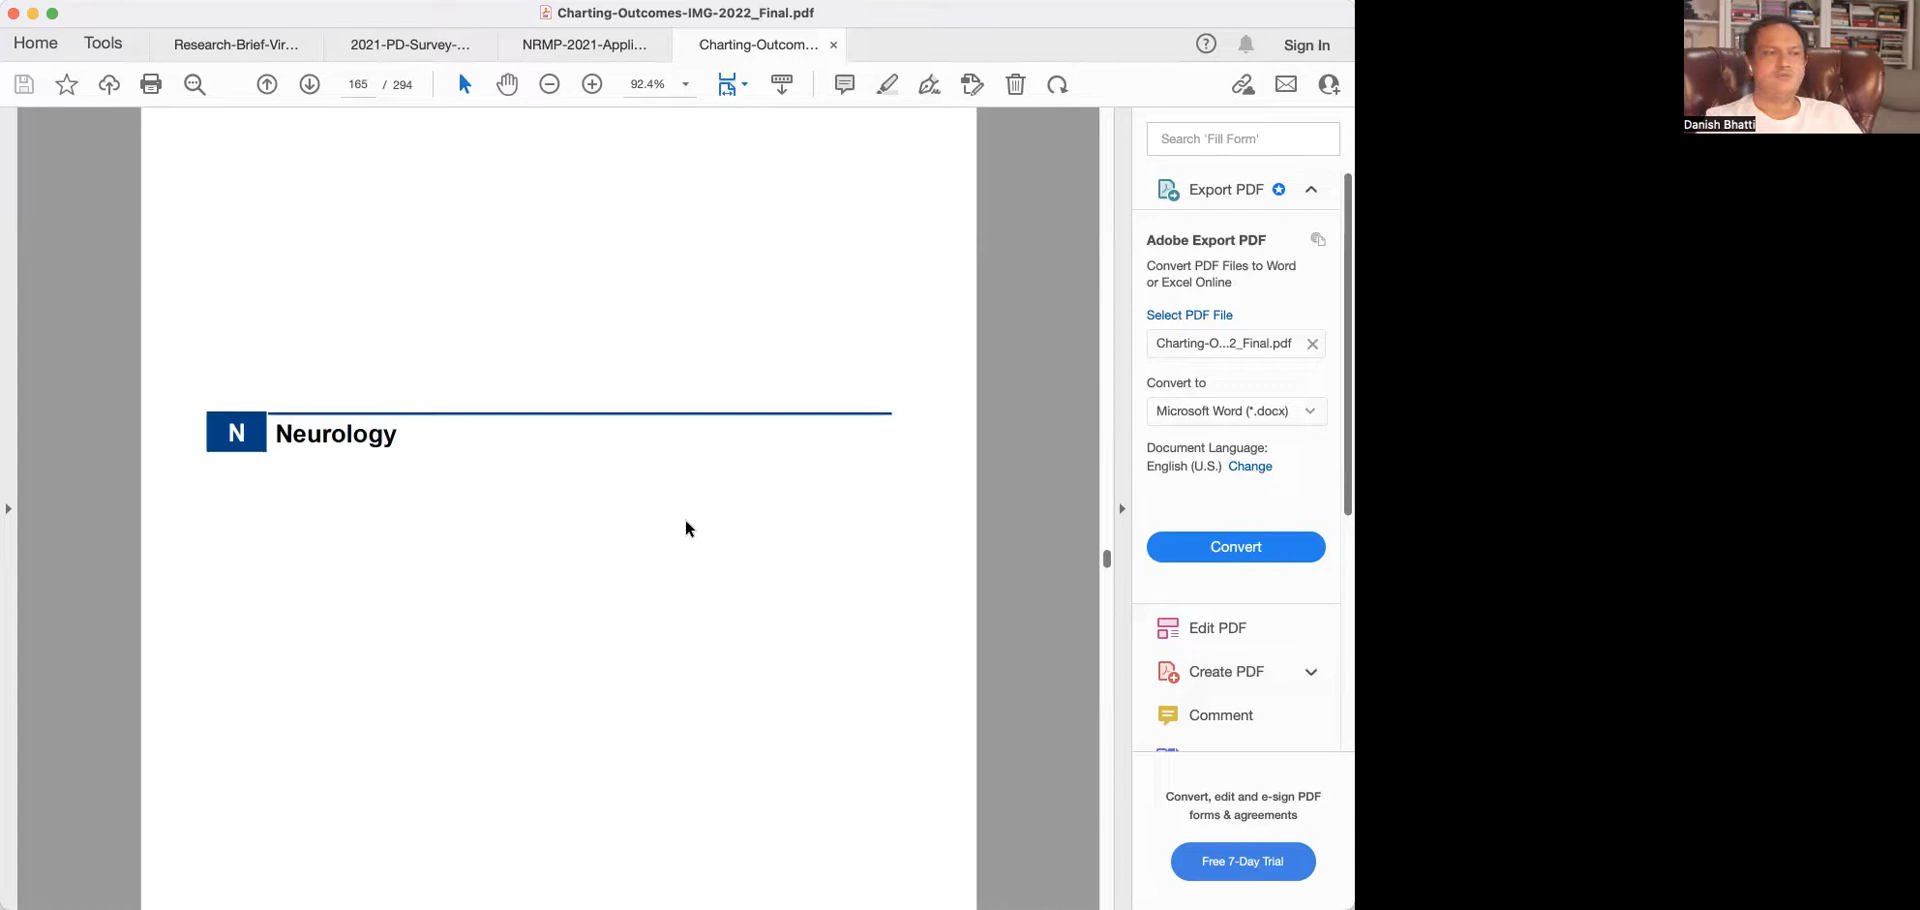 Charting-Outcomes-IMG-2022_Final.pdf
Home
Tools
Research-Brief-Vir...
2021-PD-Survey-...
NRMP-2021-Appli...
Charting-Outcom...
Sign In
165 / 294
92.4%
Danish Bhatti
Search 'Fill Form'
Export PDF
Adobe Export PDF
Convert PDF Files to Word
or Excel Online
Select PDF File
Charting-O...2_Final.pdf
Convert to
Microsoft Word (*.docx)
Document Language:
English (U.S.) Change
Convert
N Neurology
Edit PDF
Create PDF
Comment
Convert, edit and e-sign PDF
forms & agreements
Free 7-Day Trial